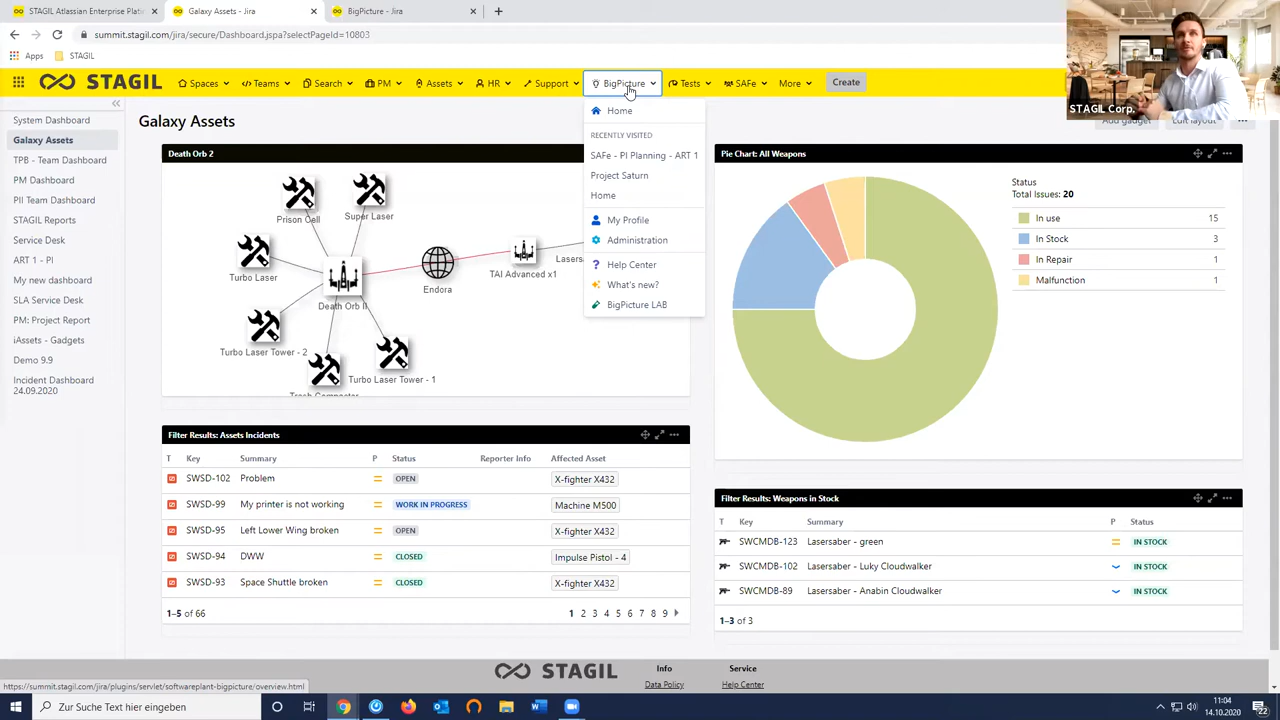 STAGIL Atlassian Enterprise Plat
Galaxy Assets - Jira
BigPicture - Jira
summit.stagil.com/jira/secure/Dashboard.jspa?selectPageId=10803
Apps
STAGIL
STAGIL Corp.
STAGIL
Spaces
Teams
Search
PM
Assets
HR
Support
BigPicture
Tests
SAFe
More
Create
System Dashboard
Galaxy Assets
TPB - Team Dashboard
PM Dashboard
PII Team Dashboard
STAGIL Reports
Service Desk
ART 1 - PI
My new dashboard
SLA Service Desk
PM: Project Report
iAssets - Gadgets
Demo 9.9
Incident Dashboard
24.09.2020
Galaxy Assets
Add gadget
Edit layout
Home
RECENTLY VISITED
SAFe - PI Planning - ART 1
Project Saturn
Home
My Profile
Administration
Help Center
What's new?
BigPicture LAB
Death Orb 2
Prison Cell
Super Laser
Turbo Laser
Death Orb II
Endora
TAI Advanced x1
Lasersa
Turbo Laser Tower - 2
Trash Compactor
Turbo Laser Tower - 1
Pie Chart: All Weapons
Status
Total Issues: 20
In use 15
In Stock 3
In Repair 1
Malfunction 1
Filter Results: Assets Incidents
T Key Summary P Status Reporter Info Affected Asset
SWSD-102 Problem OPEN X-fighter X432
SWSD-99 My printer is not working WORK IN PROGRESS Machine M500
SWSD-95 Left Lower Wing broken OPEN X-fighter X432
SWSD-94 DWW CLOSED Impulse Pistol - 4
SWSD-93 Space Shuttle broken CLOSED X-fighter X432
1–5 of 66
1 2 3 4 5 6 7 8 9
Filter Results: Weapons in Stock
T Key Summary P Status
SWCMDB-123 Lasersaber - green IN STOCK
SWCMDB-102 Lasersaber - Luky Cloudwalker IN STOCK
SWCMDB-89 Lasersaber - Anabin Cloudwalker IN STOCK
1–3 of 3
STAGIL
Info
Service
Data Policy
Help Center
https://summit.stagil.com/jira/plugins/servlet/softwareplant-bigpicture/overview.html
Zur Suche Text hier eingeben
11:04
14.10.2020
22